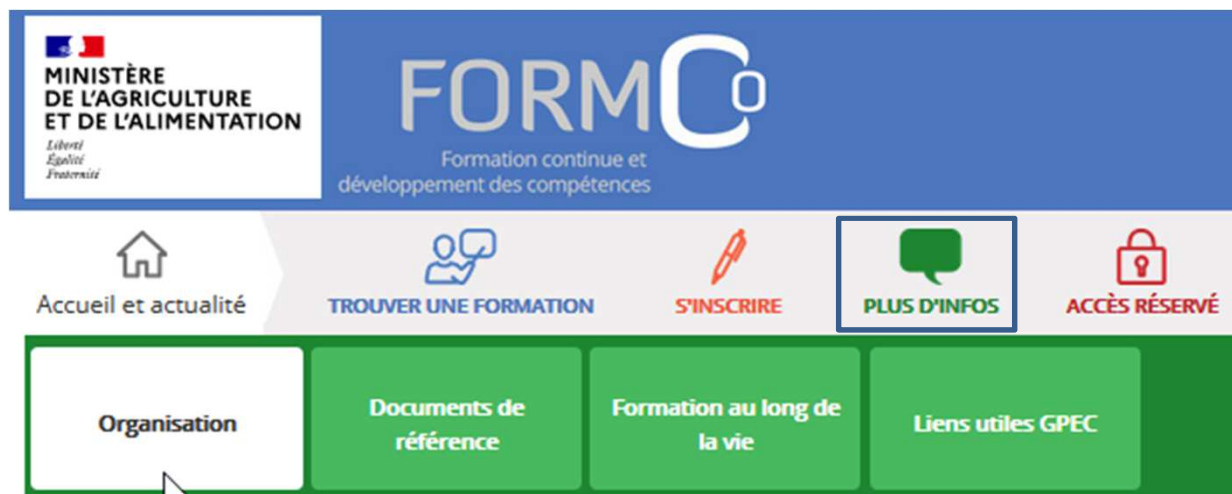 MINISTÈRE
DE L'AGRICULTURE
ET DE L'ALIMENTATION
Liberté
Égalité
Fraternité
FORMCo
Formation continue et
développement des compétences
Accueil et actualité
TROUVER UNE FORMATION
S'INSCRIRE
PLUS D'INFOS
ACCÈS RÉSERVÉ
Organisation
Documents de
référence
Formation au long de
la vie
Liens utiles GPEC